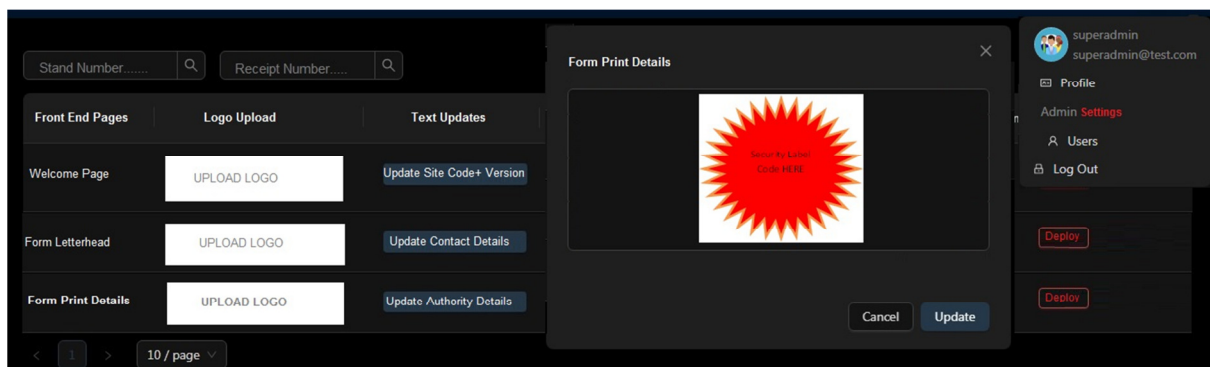 superadmin
superadmin@test.com
Profile
Admin Settings
Users
Log Out
Stand Number.......
Receipt Number.....
Form Print Details
Security Label
Code HERE
Cancel
Update
Front End Pages
Logo Upload
Text Updates
Welcome Page
UPLOAD LOGO
Update Site Code+ Version
Form Letterhead
UPLOAD LOGO
Update Contact Details
Deploy
Form Print Details
UPLOAD LOGO
Update Authority Details
Deploy
1
10 / page